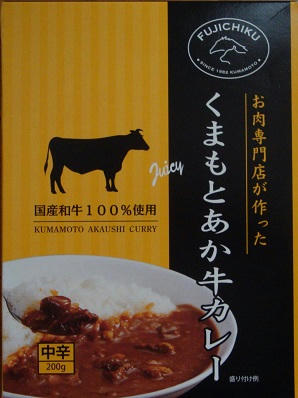 FUJICHIKU
SINCE 1982 KUMAMOTO
お肉専門店が作った
くまもとあか牛カレー
Juicy
国産和牛100%使用
KUMAMOTO AKAUSHI CURRY
中辛
200g
盛り付け例